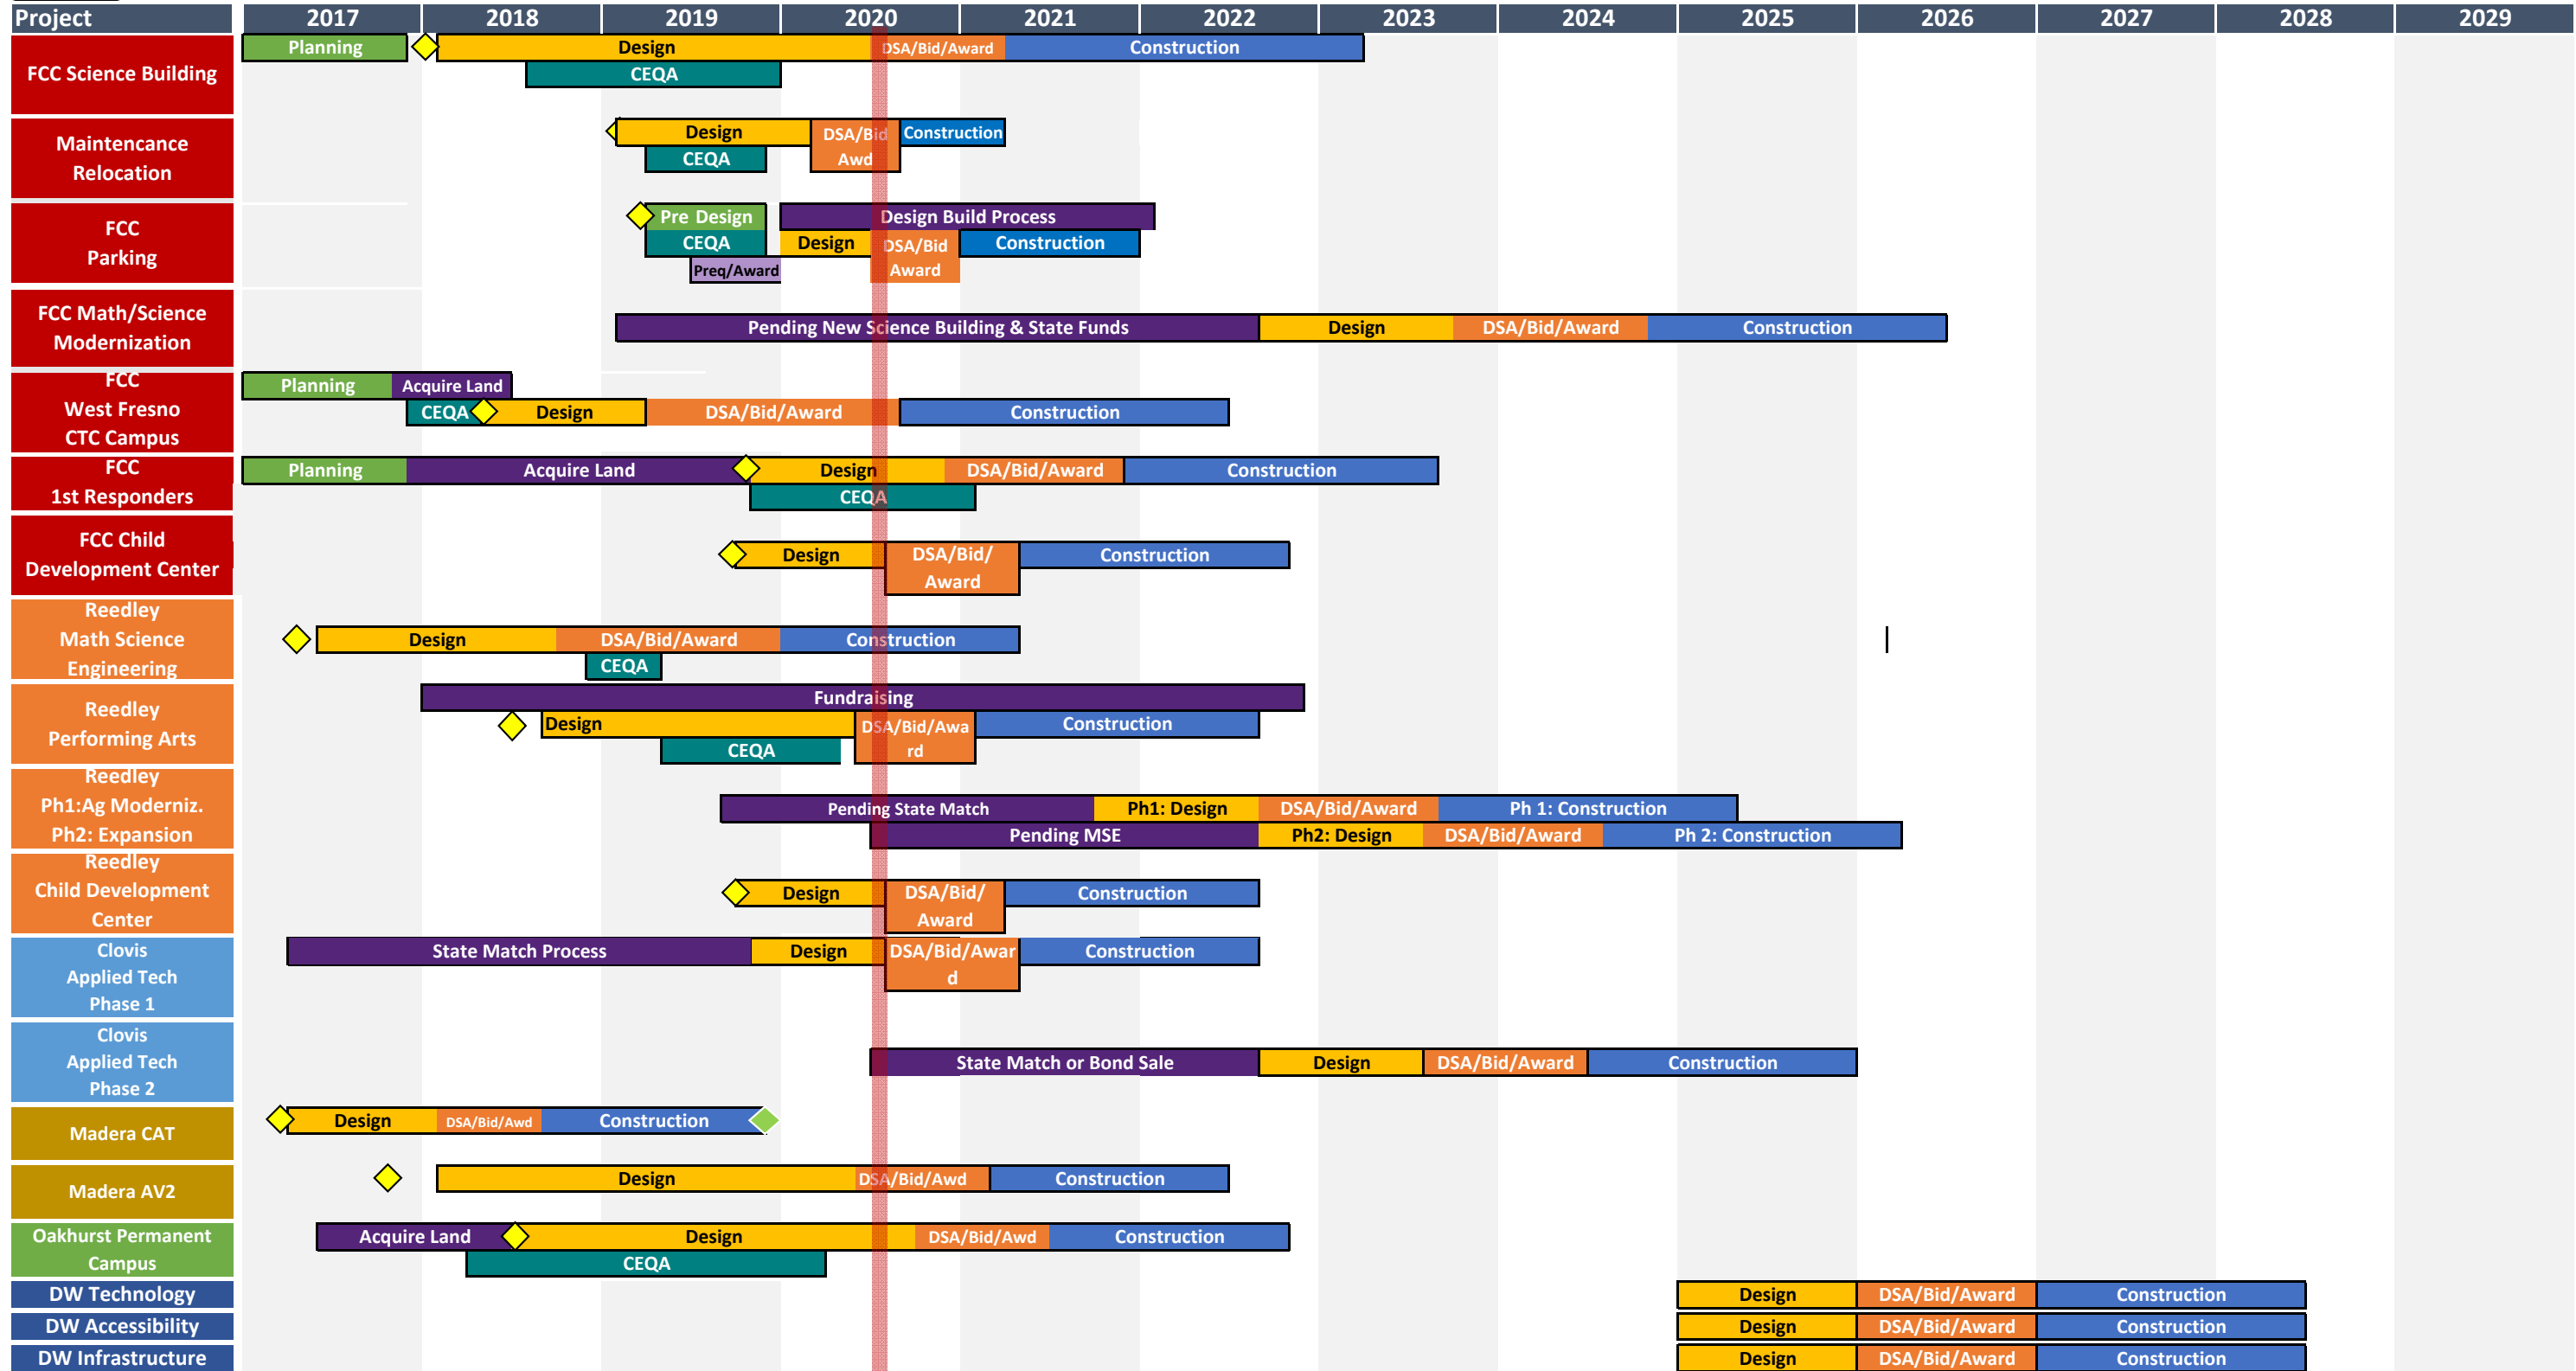 Project 2017 2018 2019 2020 2021 2022 2023 2024 2025 2026 2027 2028 2029
FCC Science Building
Planning Design DSA/Bid/Award Construction
CEQA
Maintencance
Relocation
Design DSA/Bid Construction
CEQA Awd
FCC
Parking
Pre Design Design Build Process
CEQA Design DSA/Bid Construction
Preq/Award Award
FCC Math/Science
Modernization
Pending New Science Building & State Funds Design DSA/Bid/Award Construction
FCC
West Fresno
CTC Campus
Planning Acquire Land
CEQA Design DSA/Bid/Award Construction
FCC
1st Responders
Planning Acquire Land Design DSA/Bid/Award Construction
CEQA
FCC Child
Development Center
Design DSA/Bid/ Construction
Award
Reedley
Math Science
Engineering
Design DSA/Bid/Award Construction
CEQA
Reedley
Performing Arts
Fundraising
Design DSA/Bid/Awa Construction
CEQA rd
Reedley
Ph1:Ag Moderniz.
Ph2: Expansion
Pending State Match Ph1: Design DSA/Bid/Award Ph 1: Construction
Pending MSE Ph2: Design DSA/Bid/Award Ph 2: Construction
Reedley
Child Development
Center
Design DSA/Bid/ Construction
Award
Clovis
Applied Tech
Phase 1
State Match Process Design DSA/Bid/Awar Construction
d
Clovis
Applied Tech
Phase 2
State Match or Bond Sale Design DSA/Bid/Award Construction
Madera CAT
Design DSA/Bid/Awd Construction
Madera AV2
Design DSA/Bid/Awd Construction
Oakhurst Permanent
Campus
Acquire Land Design DSA/Bid/Awd Construction
CEQA
DW Technology Design DSA/Bid/Award Construction
DW Accessibility Design DSA/Bid/Award Construction
DW Infrastructure Design DSA/Bid/Award Construction